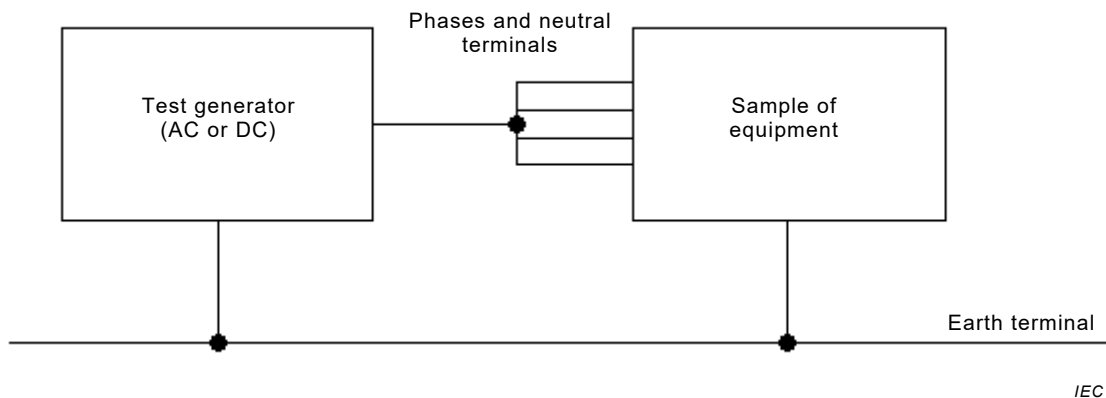 Phases and neutral
terminals
Test generator
(AC or DC)
Sample of
equipment
Earth terminal
IEC